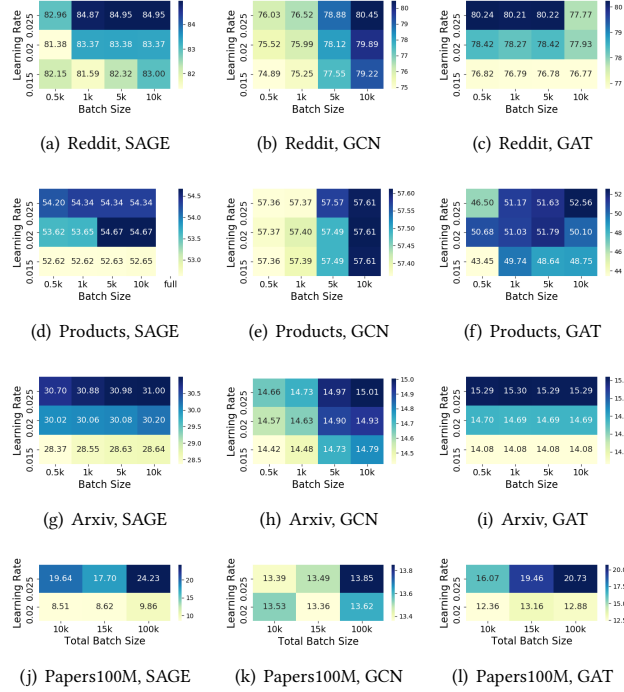 Learning Rate
0.025
0.02
0.015
82.96 84.87 84.95 84.95
81.38 83.37 83.38 83.37
82.15 81.59 82.32 83.00
0.5k 1k 5k 10k
Batch Size
84
83
82
(a) Reddit, SAGE
Learning Rate
0.025
0.02
0.015
76.03 76.52 78.88 80.45
75.52 75.99 78.12 79.89
74.89 75.25 77.55 79.22
0.5k 1k 5k 10k
Batch Size
80
79
78
77
76
75
(b) Reddit, GCN
Learning Rate
0.025
0.02
0.015
80.24 80.21 80.22 77.77
78.42 78.27 78.42 77.93
76.82 76.79 76.78 76.77
0.5k 1k 5k 10k
Batch Size
80
79
78
77
(c) Reddit, GAT
Learning Rate
0.025
0.02
0.015
54.20 54.34 54.34 54.34
53.62 53.65 54.67 54.67
52.62 52.62 52.63 52.65
0.5k 1k 5k 10k full
Batch Size
54.5
54.0
53.5
53.0
(d) Products, SAGE
Learning Rate
0.025
0.02
0.015
57.36 57.37 57.57 57.61
57.37 57.40 57.49 57.61
57.36 57.39 57.49 57.61
0.5k 1k 5k 10k
Batch Size
57.60
57.55
57.50
57.45
57.40
(e) Products, GCN
Learning Rate
0.025
0.02
0.015
46.50 51.17 51.63 52.56
50.68 51.03 51.79 50.10
43.45 49.74 48.64 48.75
0.5k 1k 5k 10k
Batch Size
52
50
48
46
44
(f) Products, GAT
Learning Rate
0.025
0.02
0.015
30.70 30.88 30.98 31.00
30.02 30.06 30.08 30.20
28.37 28.55 28.63 28.64
0.5k 1k 5k 10k
Batch Size
30.5
30.0
29.5
29.0
28.5
(g) Arxiv, SAGE
Learning Rate
0.025
0.02
0.015
14.66 14.73 14.97 15.01
14.57 14.63 14.90 14.93
14.42 14.48 14.73 14.79
0.5k 1k 5k 10k
Batch Size
15.0
14.9
14.8
14.7
14.6
14.5
(h) Arxiv, GCN
Learning Rate
0.025
0.02
0.015
15.29 15.30 15.29 15.29
14.70 14.69 14.69 14.69
14.08 14.08 14.08 14.08
0.5k 1k 5k 10k
Batch Size
(i) Arxiv, GAT
Learning Rate
0.025
0.02
19.64 17.70 24.23
8.51 8.62 9.86
10k 15k 100k
Total Batch Size
20
15
10
(j) Papers100M, SAGE
Learning Rate
0.025
0.02
13.39 13.49 13.85
13.53 13.36 13.62
10k 15k 100k
Total Batch Size
13.8
13.6
13.4
(k) Papers100M, GCN
Learning Rate
0.025
0.02
16.07 19.46 20.73
12.36 13.16 12.88
10k 15k 100k
Total Batch Size
20.0
17.5
15.0
12.5
(l) Papers100M, GAT